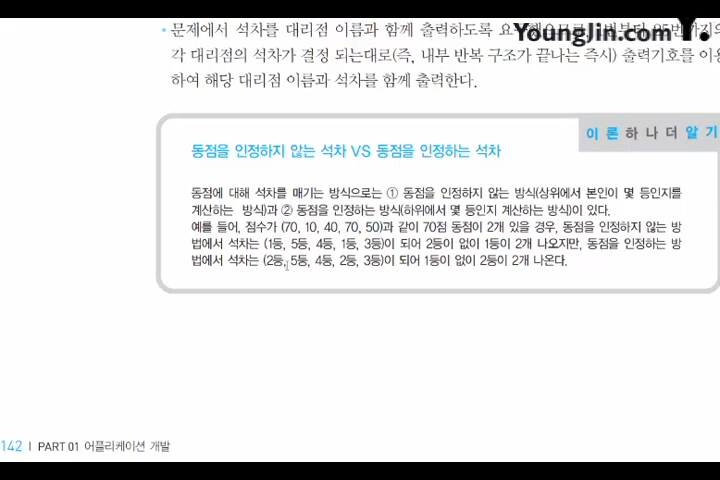 • 문제에서 석차를 대리점 이름과 함께 출력하도록
YoungJin.com Y.
각 대리점의 석차가 결정 되는대로(즉, 내부 반복 구조가 끝나는 즉시) 출력기호를 이용
하여 해당 대리점 이름과 석차를 함께 출력한다.
이 론 하 나 더 알 기
동점을 인정하지 않는 석차 VS 동점을 인정하는 석차
동점에 대해 석차를 매기는 방식으로는 ① 동점을 인정하지 않는 방식(상위에서 본인이 몇 등인지를
계산하는 방식)과 ② 동점을 인정하는 방식(하위에서 몇 등인지 계산하는 방식)이 있다.
예를 들어, 점수가 (70, 10, 40, 70, 50)과 같이 70점 동점이 2개 있을 경우, 동점을 인정하지 않는 방
법에서 석차는 (1등, 5등, 4등, 1등, 3등)이 되어 2등이 없이 1등이 2개 나오지만, 동점을 인정하는 방
법에서 석차는 (2등, 5등, 4등, 2등, 3등)이 되어 1등이 없이 2등이 2개 나온다.
142 | PART 01 어플리케이션 개발